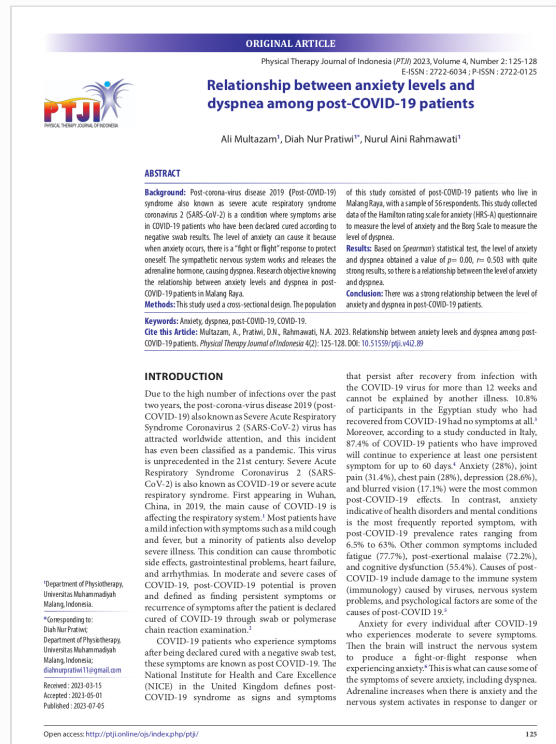 ORIGINAL ARTICLE
Physical Therapy Journal of Indonesia (PTJI) 2023, Volume 4, Number 2: 125-128
E-ISSN : 2722-6034 ; P-ISSN : 2722-0125
PTJI
PHYSICAL THERAPY JOURNAL OF INDONESIA
Relationship between anxiety levels and
dyspnea among post-COVID-19 patients
Ali Multazam1, Diah Nur Pratiwi1*, Nurul Aini Rahmawati1
ABSTRACT
Background: Post-corona-virus disease 2019 (Post-COVID-19)
syndrome also known as severe acute respiratory syndrome
coronavirus 2 (SARS-CoV-2) is a condition where symptoms arise
in COVID-19 patients who have been declared cured according to
negative swab results. The level of anxiety can cause it because
when anxiety occurs, there is a "fight or flight" response to protect
oneself. The sympathetic nervous system works and releases the
adrenaline hormone, causing dyspnea. Research objective knowing
the relationship between anxiety levels and dyspnea in post-
COVID-19 patients in Malang Raya.
Methods: This study used a cross-sectional design. The population
of this study consisted of post-COVID-19 patients who live in
Malang Raya, with a sample of 56 respondents. This study collected
data of the Hamilton rating scale for anxiety (HRS-A) questionnaire
to measure the level of anxiety and the Borg Scale to measure the
level of dyspnea.
Results: Based on Spearman's statistical test, the level of anxiety
and dyspnea obtained a value of p= 0.00, r= 0.503 with quite
strong results, so there is a relationship between the level of anxiety
and dyspnea.
Conclusion: There was a strong relationship between the level of
anxiety and dyspnea in post-COVID-19 patients.
Keywords: Anxiety, dyspnea, post-COVID-19, COVID-19.
Cite this Article: Multazam, A., Pratiwi, D.N., Rahmawati, N.A. 2023. Relationship between anxiety levels and dyspnea among post-
COVID-19 patients. Physical Therapy Journal of Indonesia 4(2): 125-128. DOI: 10.51559/ptji.v4i2.89
INTRODUCTION
Due to the high number of infections over the past
two years, the post-corona-virus disease 2019 (post-
COVID-19) also known as Severe Acute Respiratory
Syndrome Coronavirus 2 (SARS-CoV-2) virus has
attracted worldwide attention, and this incident
has even been classified as a pandemic. This virus
is unprecedented in the 21st century. Severe Acute
Respiratory Syndrome Coronavirus 2 (SARS-
CoV-2) is also known as COVID-19 or severe acute
respiratory syndrome. First appearing in Wuhan,
China, in 2019, the main cause of COVID-19 is
affecting the respiratory system.1 Most patients have
a mild infection with symptoms such as a mild cough
and fever, but a minority of patients also develop
severe illness. This condition can cause thrombotic
side effects, gastrointestinal problems, heart failure,
and arrhythmias. In moderate and severe cases of
COVID-19, post-COVID-19 potential is proven
and defined as finding persistent symptoms or
recurrence of symptoms after the patient is declared
cured of COVID-19 through swab or polymerase
chain reaction examination.2
COVID-19 patients who experience symptoms
after being declared cured with a negative swab test,
these symptoms are known as post COVID-19. The
National Institute for Health and Care Excellence
(NICE) in the United Kingdom defines post-
COVID-19 syndrome as signs and symptoms
that persist after recovery from infection with
the COVID-19 virus for more than 12 weeks and
cannot be explained by another illness. 10.8%
of participants in the Egyptian study who had
recovered from COVID-19 had no symptoms at all.3
Moreover, according to a study conducted in Italy,
87.4% of COVID-19 patients who have improved
will continue to experience at least one persistent
symptom for up to 60 days.4 Anxiety (28%), joint
pain (31.4%), chest pain (28%), depression (28.6%),
and blurred vision (17.1%) were the most common
post-COVID-19 effects. In contrast, anxiety
indicative of health disorders and mental conditions
is the most frequently reported symptom, with
post-COVID-19 prevalence rates ranging from
6.5% to 63%. Other common symptoms included
fatigue (77.7%), post-exertional malaise (72.2%),
and cognitive dysfunction (55.4%). Causes of post-
COVID-19 include damage to the immune system
(immunology) caused by viruses, nervous system
problems, and psychological factors are some of the
causes of post-COVID 19.5
Anxiety for every individual after COVID-19
who experiences moderate to severe symptoms.
Then the brain will instruct the nervous system
to produce a fight-or-flight response when
experiencing anxiety.6 This is what can cause some of
the symptoms of severe anxiety, including dyspnea.
Adrenaline increases when there is anxiety and the
nervous system activates in response to danger or
1Department of Physiotherapy,
Universitas Muhammadiyah
Malang, Indonesia.
*Corresponding to:
Diah Nur Pratiwi;
Department of Physiotherapy,
Universitas Muhammadiyah
Malang, Indonesia;
diahnurpratiwi11@gmail.com
Received : 2023-03-15
Accepted : 2023-05-01
Published : 2023-07-05
Open access: http://ptji.online/ojs/index.php/ptji/
125